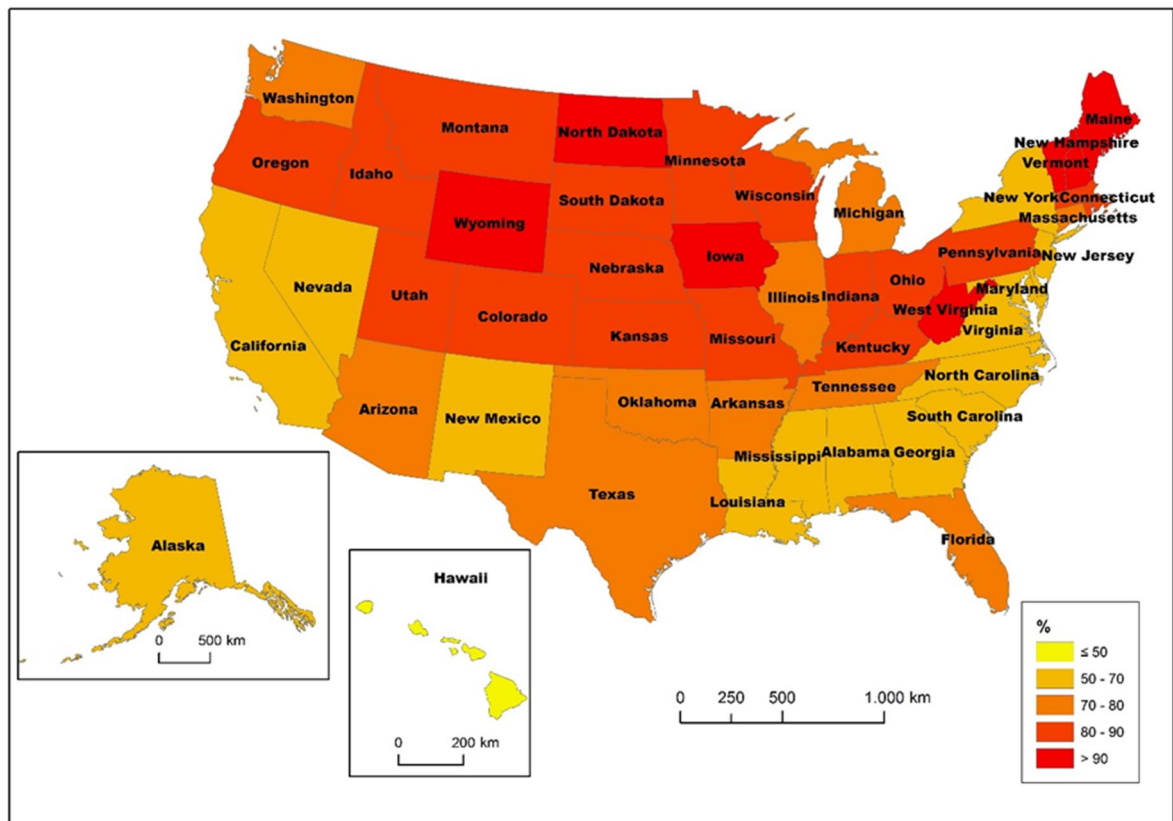 Maine
Washington
North Dakota
Montana
New Hampshire
Minnesota
Vermont
Oregon
Idaho
Wisconsin
New York
Connecticut
South Dakota
Michigan
Massachusetts
Wyoming
Pennsylvania
New Jersey
Iowa
Nebraska
Ohio
Nevada
Maryland
Utah
Illinois
Indiana
West Virginia
Colorado
Virginia
Kansas
Missouri
California
Kentucky
North Carolina
Tennessee
Oklahoma
Arkansas
Arizona
South Carolina
New Mexico
Mississippi
Alabama
Georgia
Texas
Louisiana
Florida
Alaska
0 500 km
Hawaii
0 200 km
0 250 500 1.000 km
%
≤ 50
50 - 70
70 - 80
80 - 90
> 90